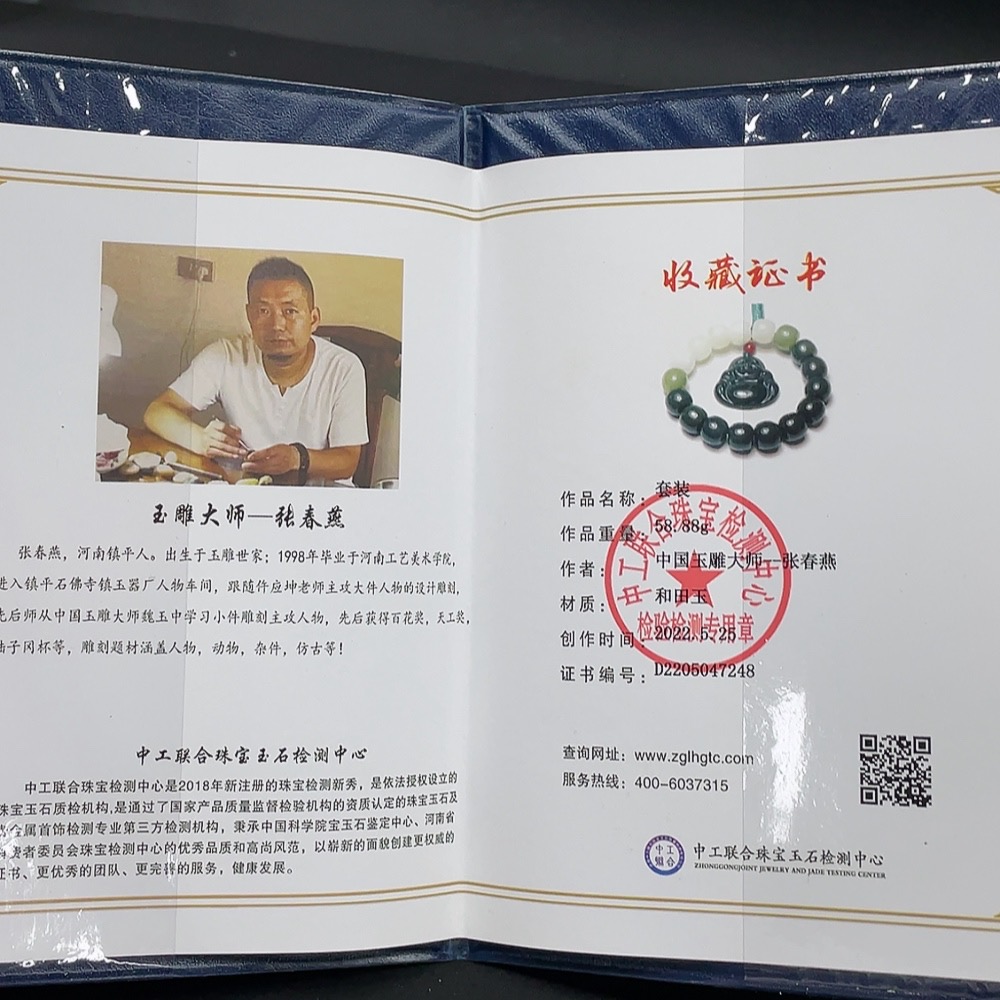 玉雕大师—张春燕
张春燕，河南镇平人。出生于玉雕世家；1998年毕业于河南工艺美术学院，
进入镇平石佛寺镇玉器厂人物车间，跟随仵应坤老师主攻大件人物的设计雕刻，
先后师从中国玉雕大师魏玉中学习小件雕刻主攻人物，先后获得百花奖，天工奖，
陆子冈杯等，雕刻题材涵盖人物，动物，杂件，仿古等！
中工联合珠宝玉石检测中心
中工联合珠宝检测中心是2018年新注册的珠宝检测新秀，是依法授权设立的
珠宝玉石质检机构,是通过了国家产品质量监督检验机构的资质认定的珠宝玉石及
金属首饰检测专业第三方检测机构，秉承中国科学院宝玉石鉴定中心、河南省
费者委员会珠宝检测中心的优秀品质和高尚风范，以崭新的面貌创建更权威的
证书、更优秀的团队、更完善的服务，健康发展。
收藏证书
作品名称：套装
作品重量：58.88g
作者：中国玉雕大师—张春燕
材质：和田玉
创作时间：2022.5.25
证书编号：D2205047248
中工联合珠宝检测中心
检验检测专用章
查询网址：www.zglhgtc.com
服务热线：400-6037315
中工
联合
中工联合珠宝玉石检测中心
ZHONGGONGJOINT JEWELRY AND JADE TESTING CENTER